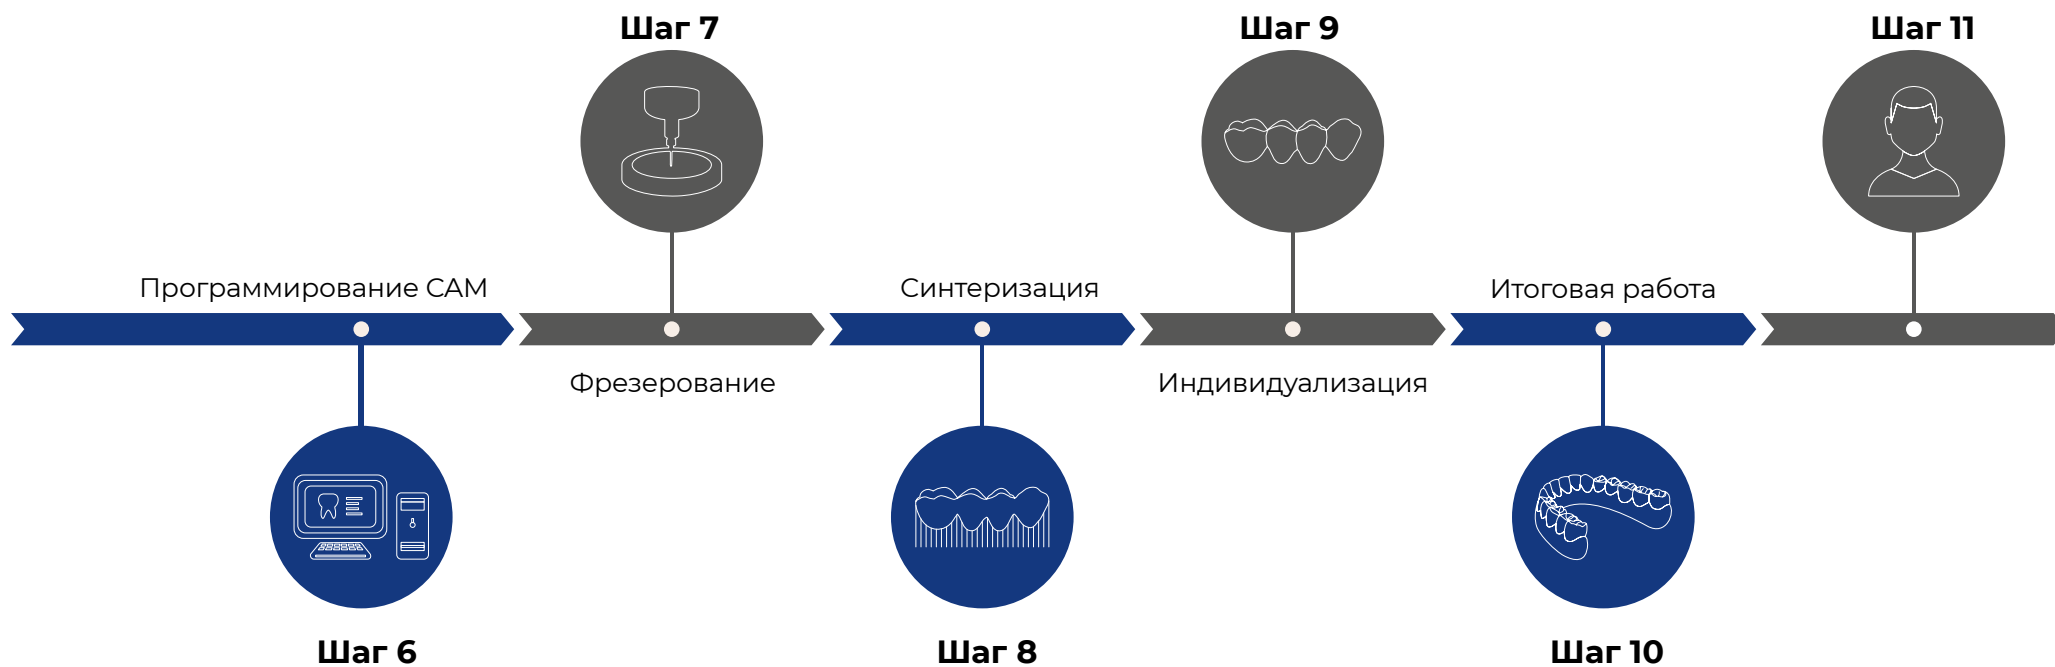 Шаг 7
Шаг 9
Шаг 11
Программирование CAM
Синтеризация
Итоговая работа
Фрезерование
Индивидуализация
Шаг 6
Шаг 8
Шаг 10